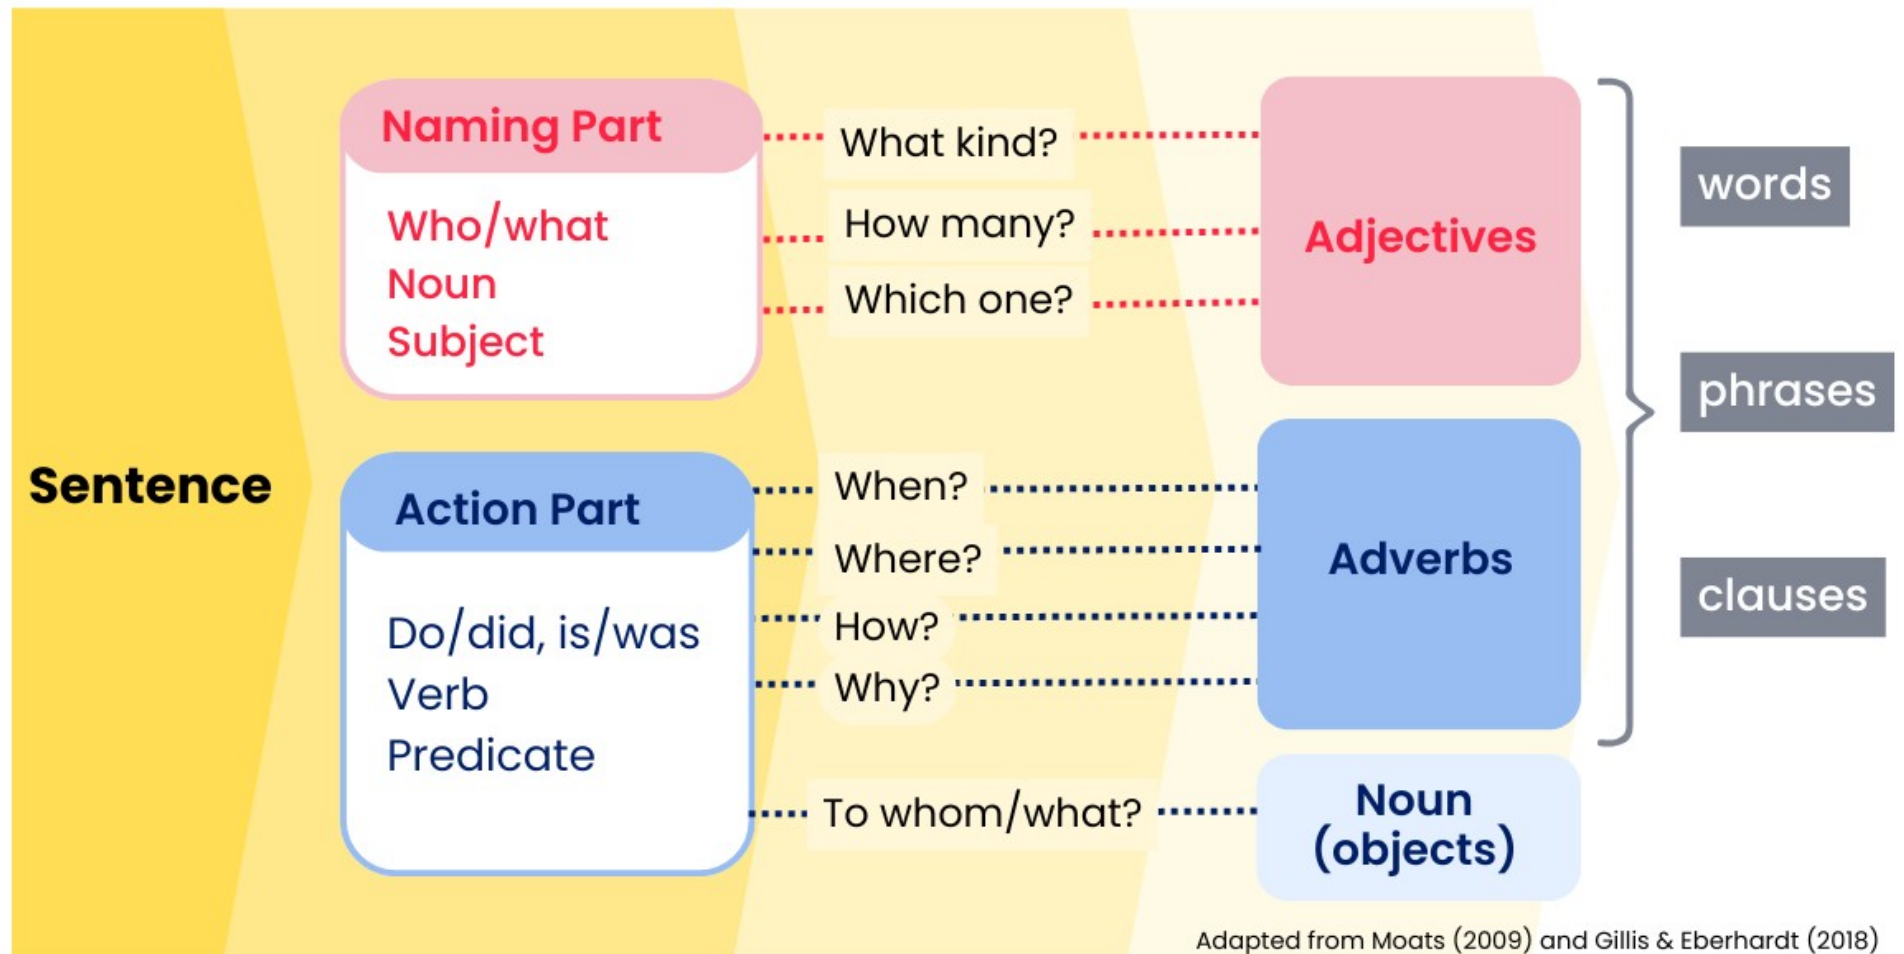 Sentence
Naming Part
Who/what
Noun
Subject
What kind?
How many?
Which one?
Adjectives
Action Part
Do/did, is/was
Verb
Predicate
When?
Where?
How?
Why?
To whom/what?
Adverbs
Noun
(objects)
words
phrases
clauses
Adapted from Moats (2009) and Gillis & Eberhardt (2018)